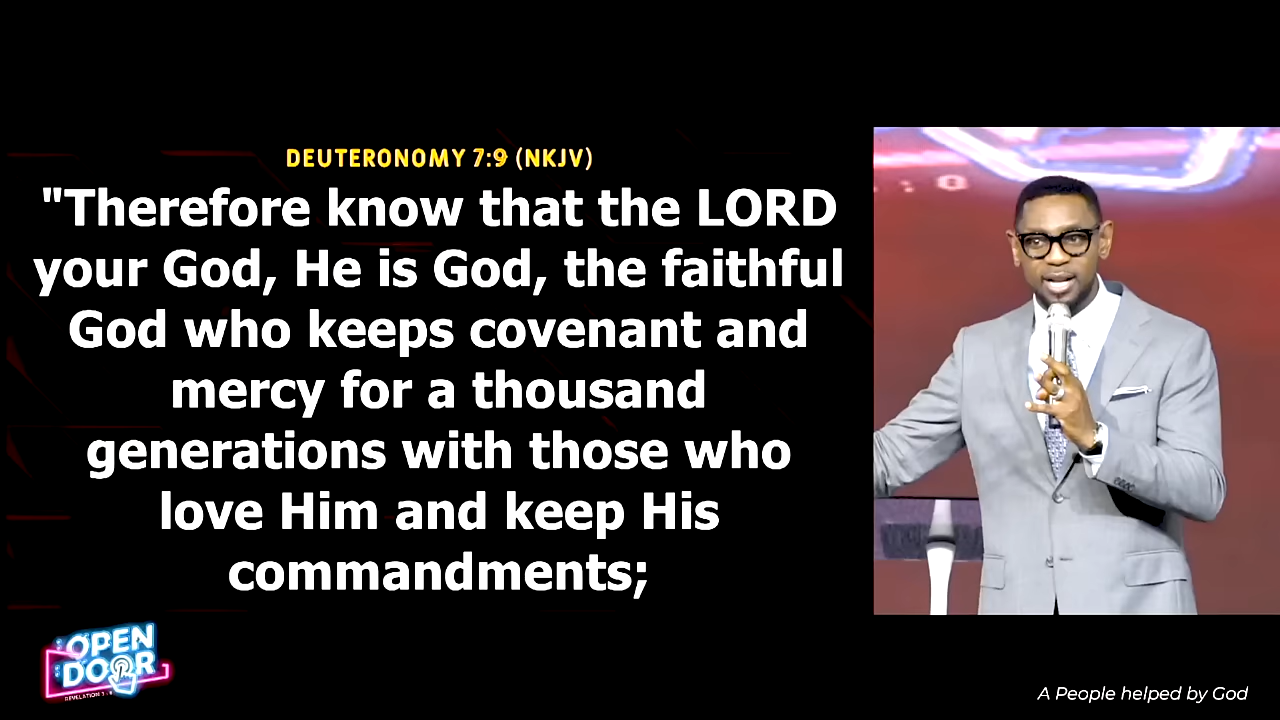 DEUTERONOMY 7:9 (NKJV)
"Therefore know that the LORD
your God, He is God, the faithful
God who keeps covenant and
mercy for a thousand
generations with those who
love Him and keep His
commandments;
OPEN
DOOR
A People helped by God